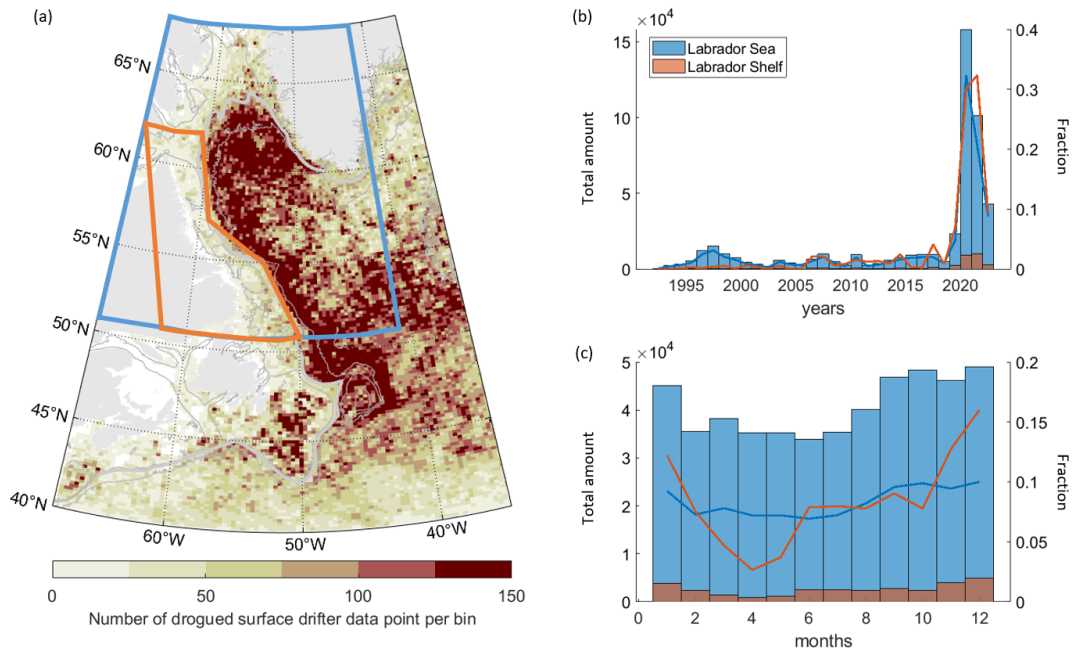 (a)
65°N
60°N
55°N
50°N
45°N
40°N
60°W
50°W
40°W
0 50 100 150
Number of drogued surface drifter data point per bin
(b)
×10⁴
15
10
5
0
Total amount
Labrador Sea
Labrador Shelf
0.4
0.3
0.2
0.1
0
Fraction
1995 2000 2005 2010 2015 2020
years
(c)
×10⁴
5
4
3
2
1
0
Total amount
0.2
0.15
0.1
0.05
0
Fraction
0 2 4 6 8 10 12
months